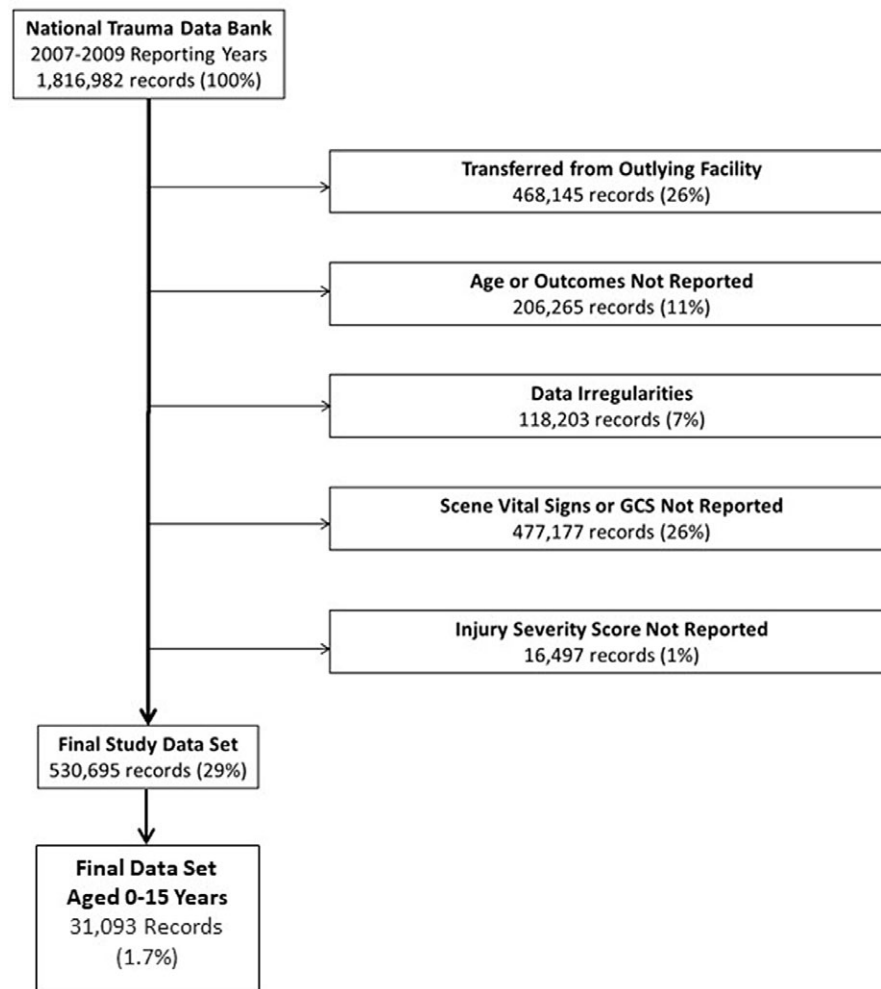 National Trauma Data Bank
2007-2009 Reporting Years
1,816,982 records (100%)
Transferred from Outlying Facility
468,145 records (26%)
Age or Outcomes Not Reported
206,265 records (11%)
Data Irregularities
118,203 records (7%)
Scene Vital Signs or GCS Not Reported
477,177 records (26%)
Injury Severity Score Not Reported
16,497 records (1%)
Final Study Data Set
530,695 records (29%)
Final Data Set
Aged 0-15 Years
31,093 Records
(1.7%)